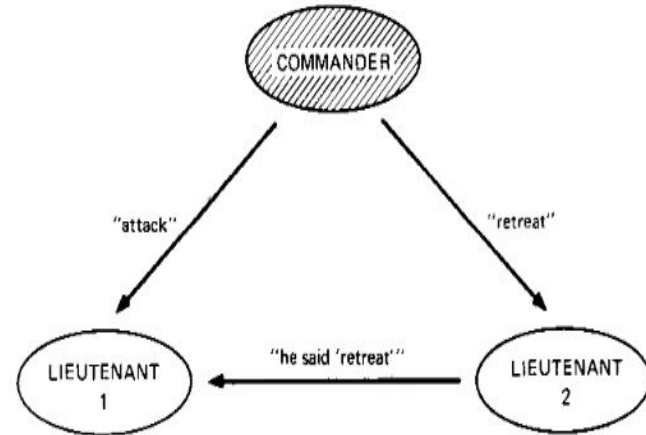 COMMANDER
"attack"
"retreat"
"he said 'retreat'"
LIEUTENANT
1
LIEUTENANT
2